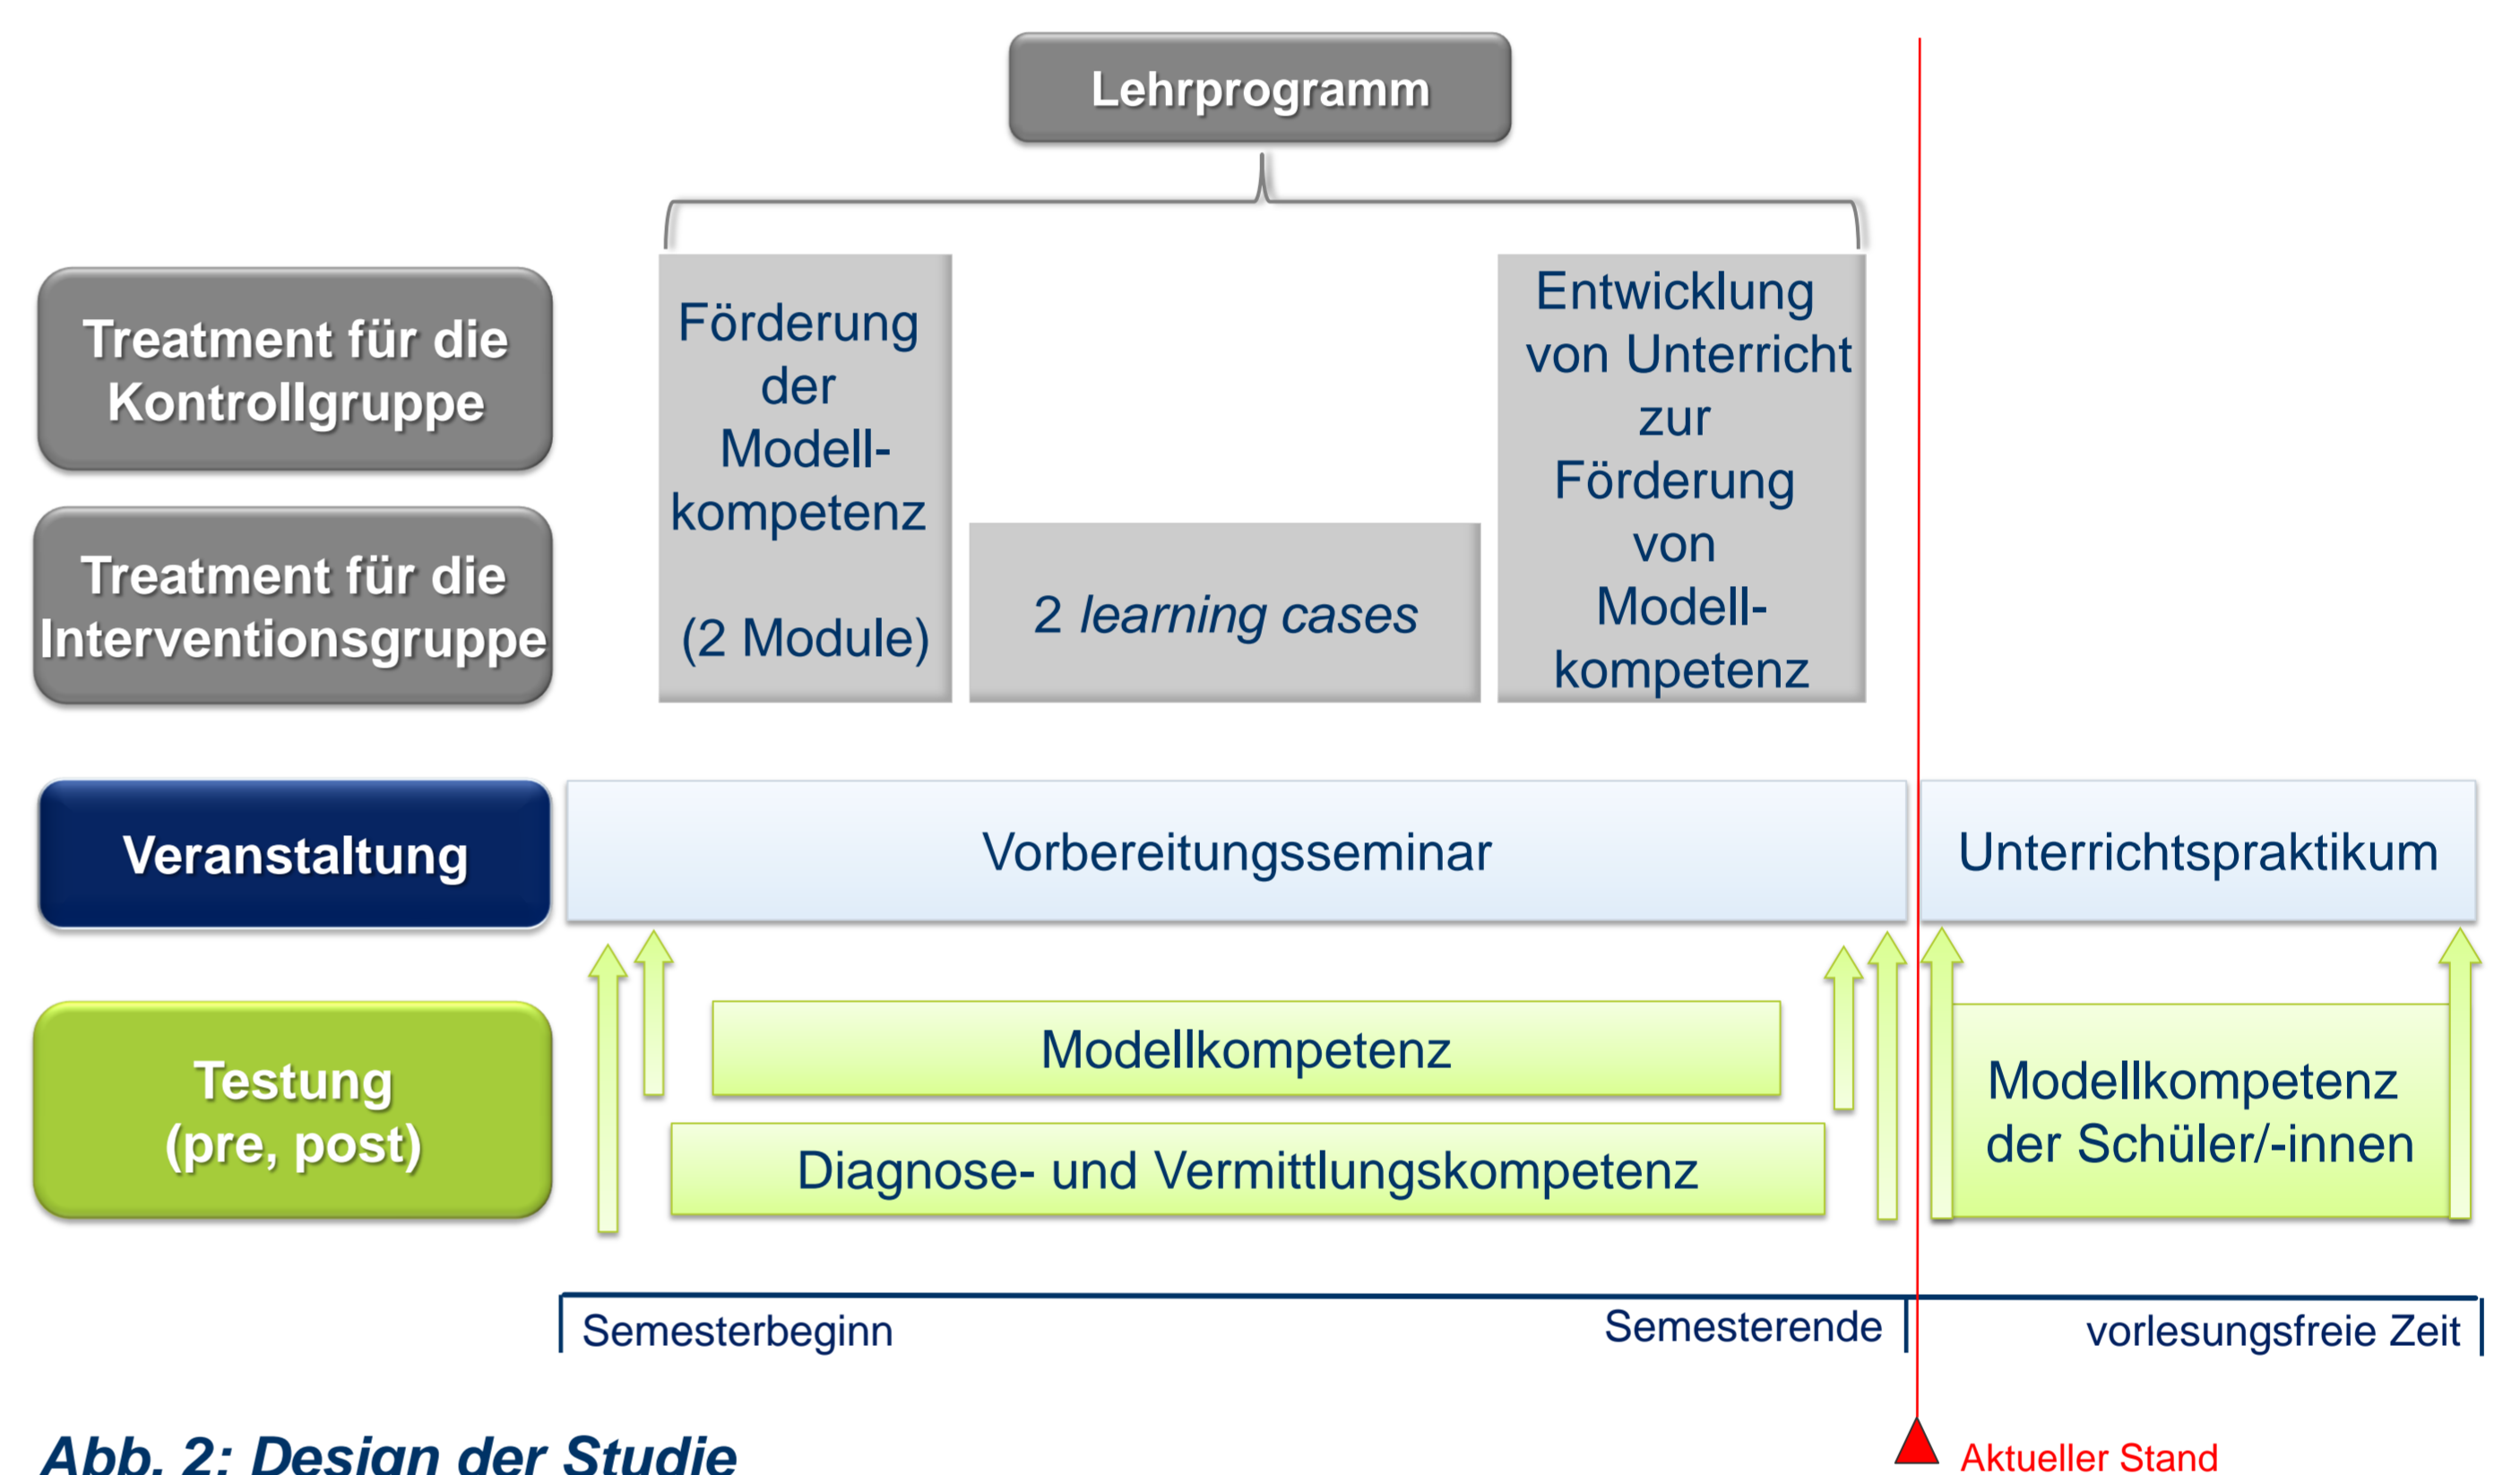 Lehrprogramm
Treatment für die
Kontrollgruppe
Treatment für die
Interventionsgruppe
Förderung
der
Modell-
kompetenz
(2 Module)
2 learning cases
Entwicklung
von Unterricht
zur
Förderung
von
Modell-
kompetenz
Veranstaltung
Vorbereitungsseminar
Unterrichtspraktikum
Testung
(pre, post)
Modellkompetenz
Diagnose- und Vermittlungskompetenz
Modellkompetenz
der Schüler/-innen
Semesterbeginn
Semesterende
vorlesungsfreie Zeit
Abb. 2: Design der Studie
Aktueller Stand